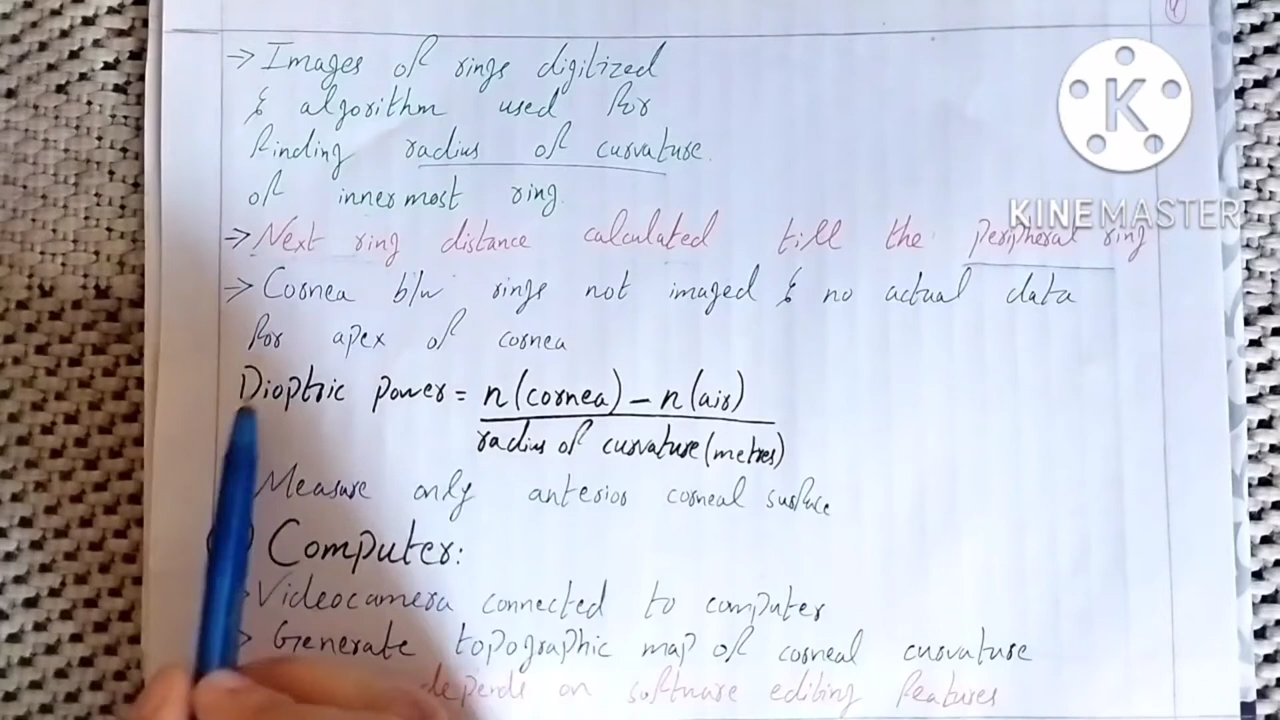 → Images of rings digitized
& algorithm used for
finding radius of curvature.
of innermost ring.
→ Next ring distance calculated till the peripheral ring
→ Cornea b/w rings not imaged & no actual data
for apex of cornea
Dioptric power = n(cornea) – n(air)
radius of curvature (metres)
Measure only anterior corneal surface
Computer:
Videocamera connected to computer
> Generate topographic map of corneal curvature
depends on software editing features
K
KINEMASTER